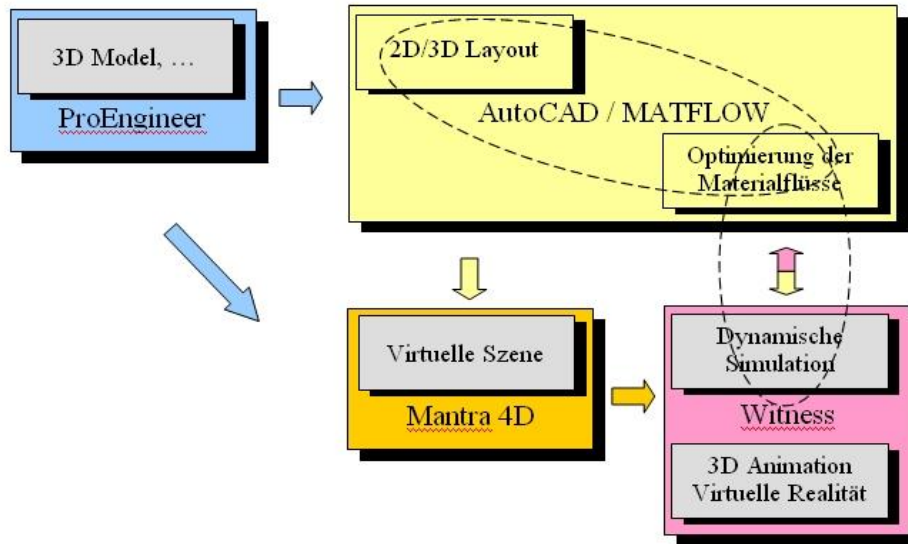 3D Model, …
ProEngineer
2D/3D Layout
AutoCAD / MATFLOW
Optimierung der
Materialflüsse
Virtuelle Szene
Mantra 4D
Dynamische
Simulation
Witness
3D Animation
Virtuelle Realität